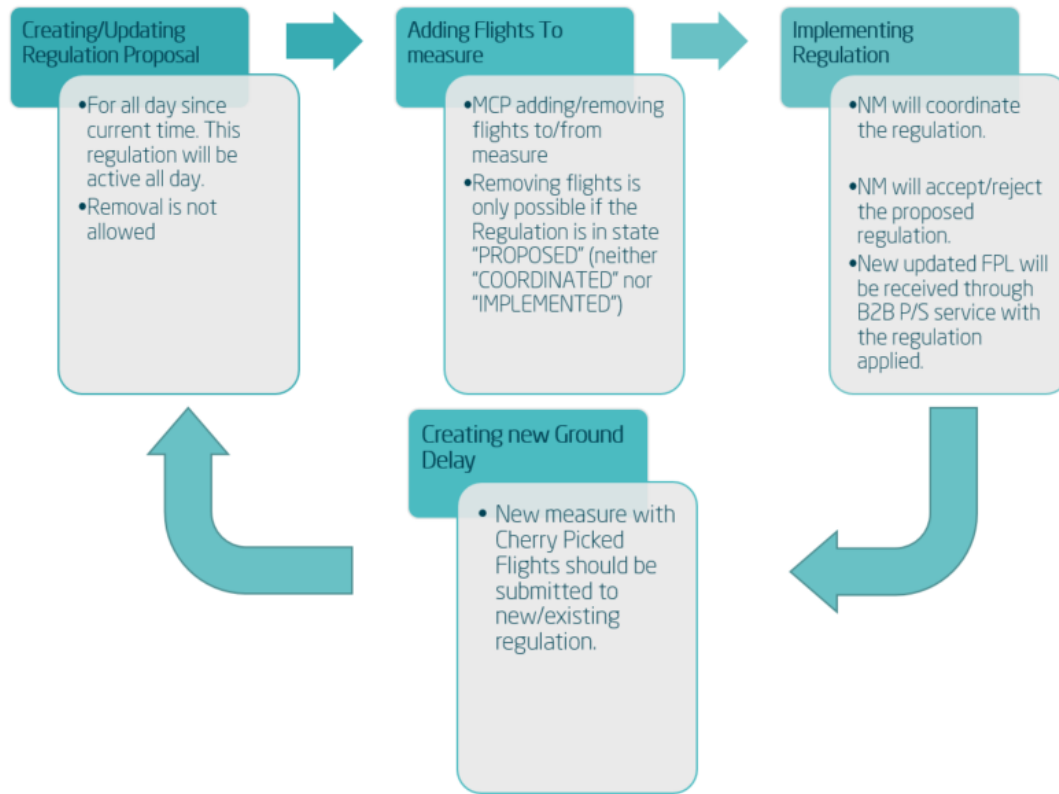 Creating/Updating
Regulation Proposal
•For all day since
current time. This
regulation will be
active all day.
•Removal is not
allowed
Adding Flights To
measure
•MCP adding/removing
flights to/from
measure
•Removing flights is
only possible if the
Regulation is in state
"PROPOSED" (neither
"COORDINATED" nor
"IMPLEMENTED")
Implementing
Regulation
•NM will coordinate
the regulation.
•NM will accept/reject
the proposed
regulation.
•New updated FPL will
be received through
B2B P/S service with
the regulation
applied.
Creating new Ground
Delay
• New measure with
Cherry Picked
Flights should be
submitted to
new/existing
regulation.